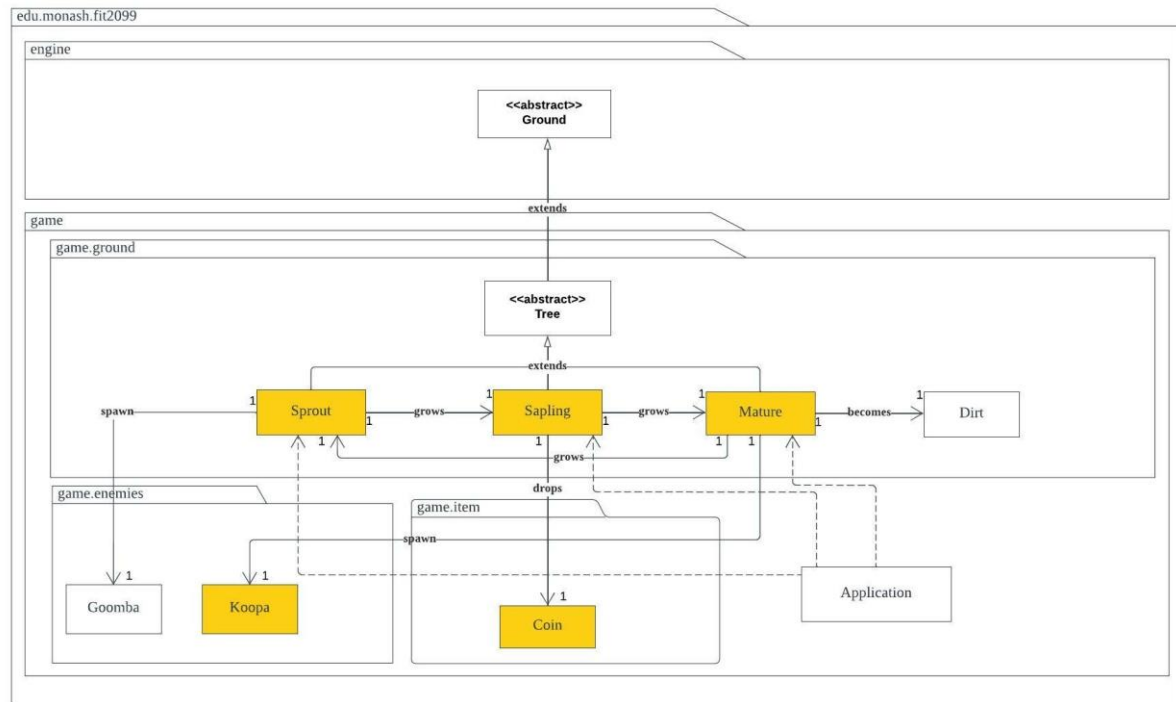 edu.monash.fit2099
engine
<<abstract>>
Ground
extends
game
game.ground
<<abstract>>
Tree
extends
spawn
1
Sprout
1
grows
1
Sapling
1
grows
1
Mature
1
becomes
1
Dirt
1
1
1
1
grows
drops
game.enemies
game.item
spawn
1
Goomba
1
Koopa
1
Coin
Application